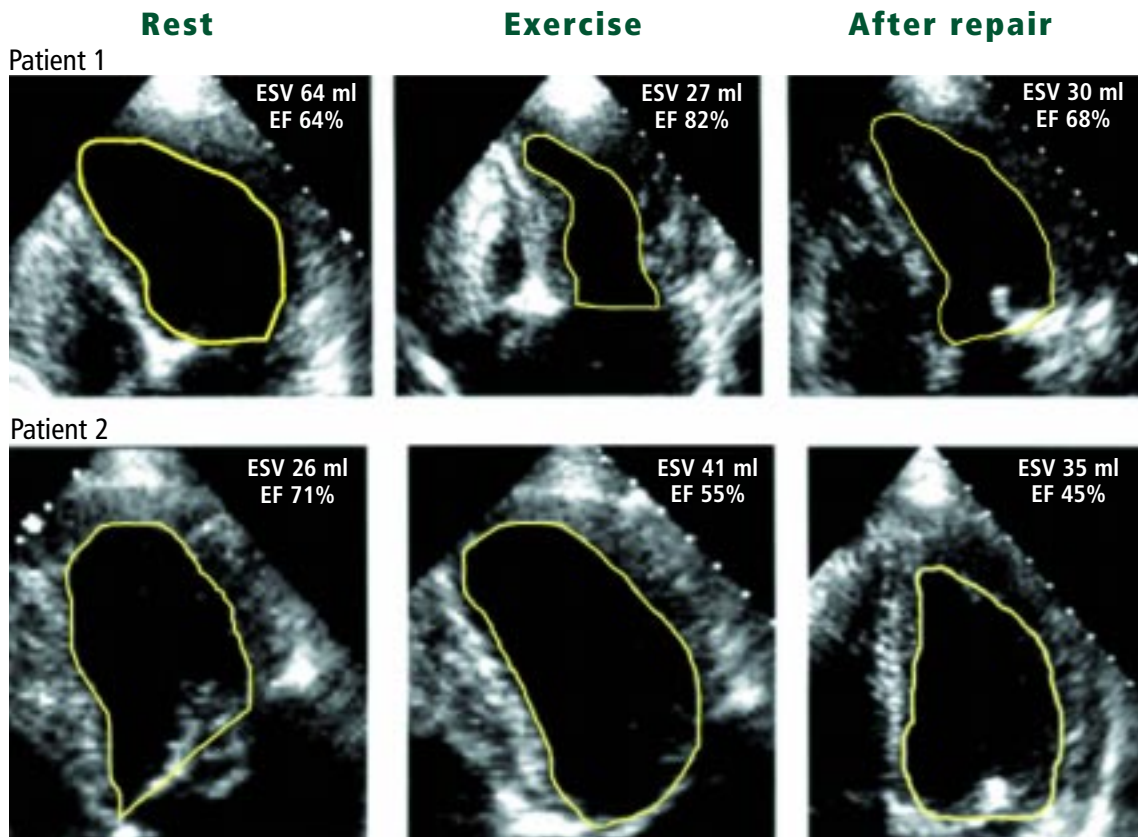 Rest
Exercise
After repair
Patient 1
ESV 64 ml
EF 64%
ESV 27 ml
EF 82%
ESV 30 ml
EF 68%
Patient 2
ESV 26 ml
EF 71%
ESV 41 ml
EF 55%
ESV 35 ml
EF 45%